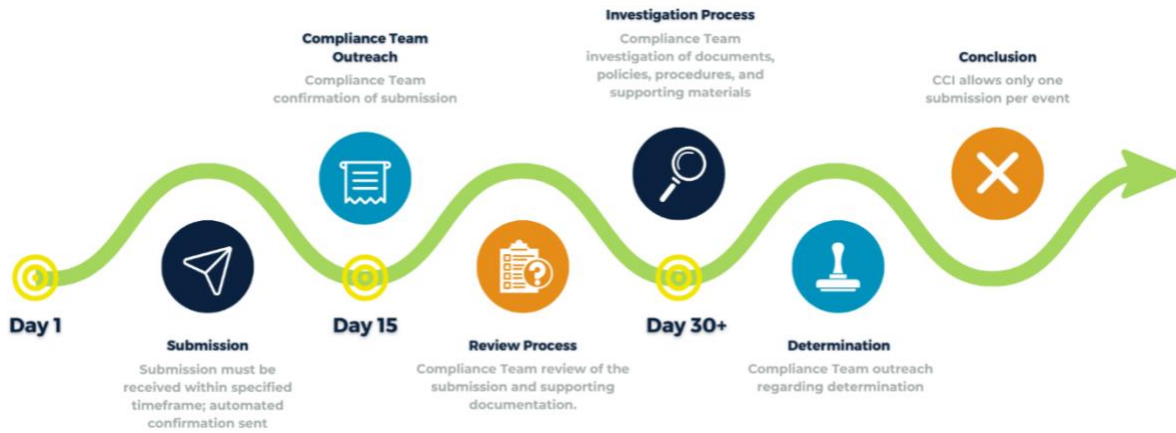 Compliance Team
Outreach
Compliance Team
confirmation of submission
Investigation Process
Compliance Team
investigation of documents,
policies, procedures, and
supporting materials
Conclusion
CCI allows only one
submission per event
Day 1
Day 15
Day 30+
Submission
Submission must be
received within specified
timeframe; automated
confirmation sent
Review Process
Compliance Team review of the
submission and supporting
documentation.
Determination
Compliance Team outreach
regarding determination